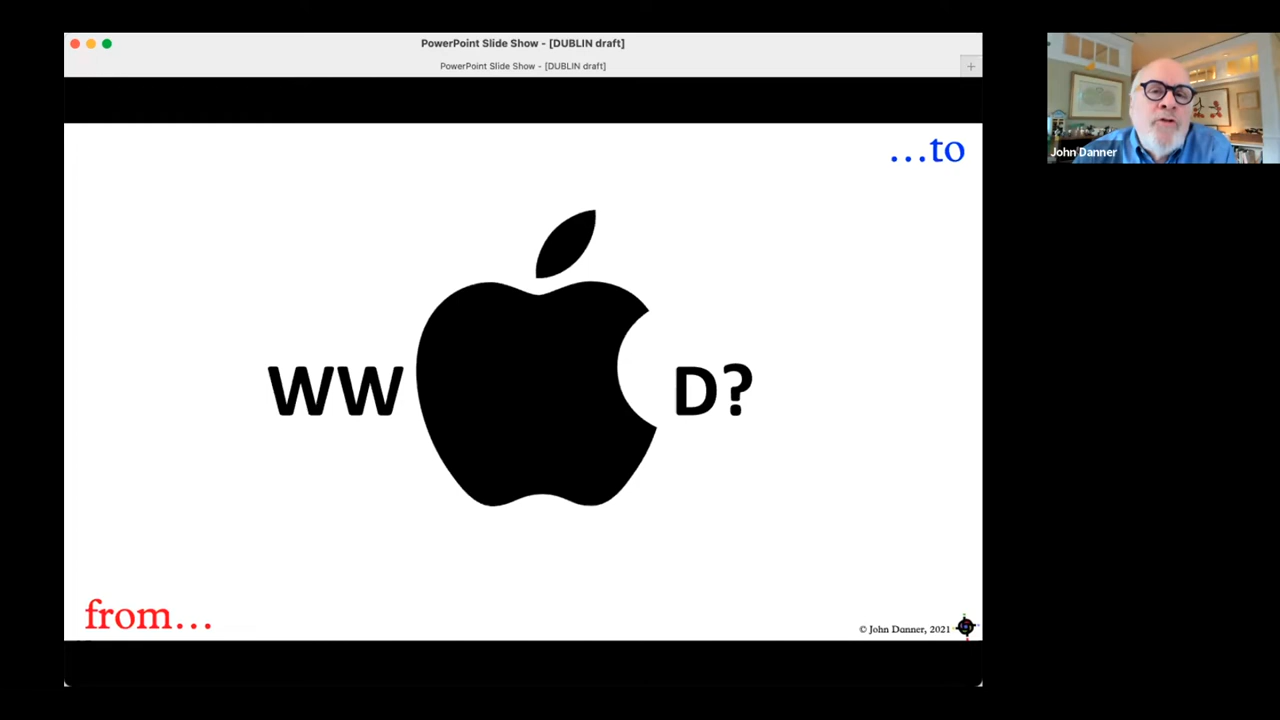 PowerPoint Slide Show - [DUBLIN draft]
PowerPoint Slide Show - [DUBLIN draft]
+
…to
John Danner
WW D?
from…
© John Danner, 2021